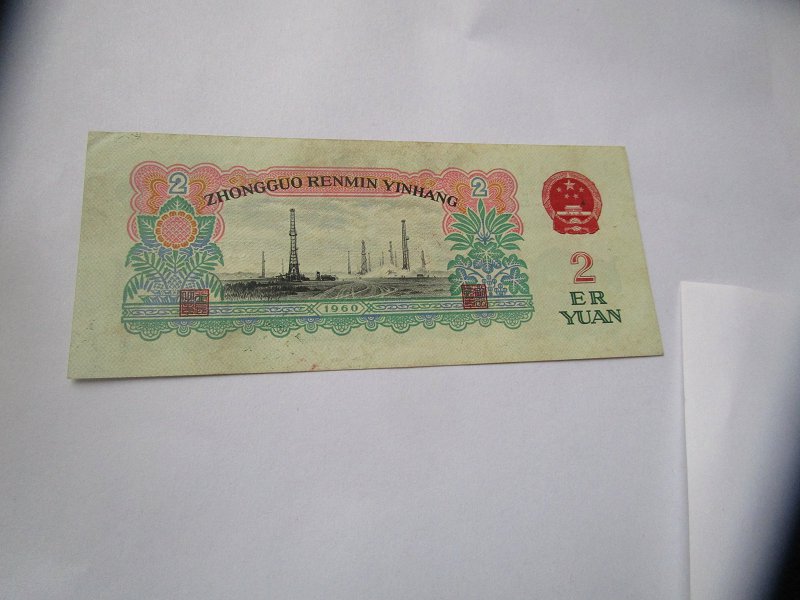 2
ZHONGGUO RENMIN YINHANG
2
1960
2
ER
YUAN